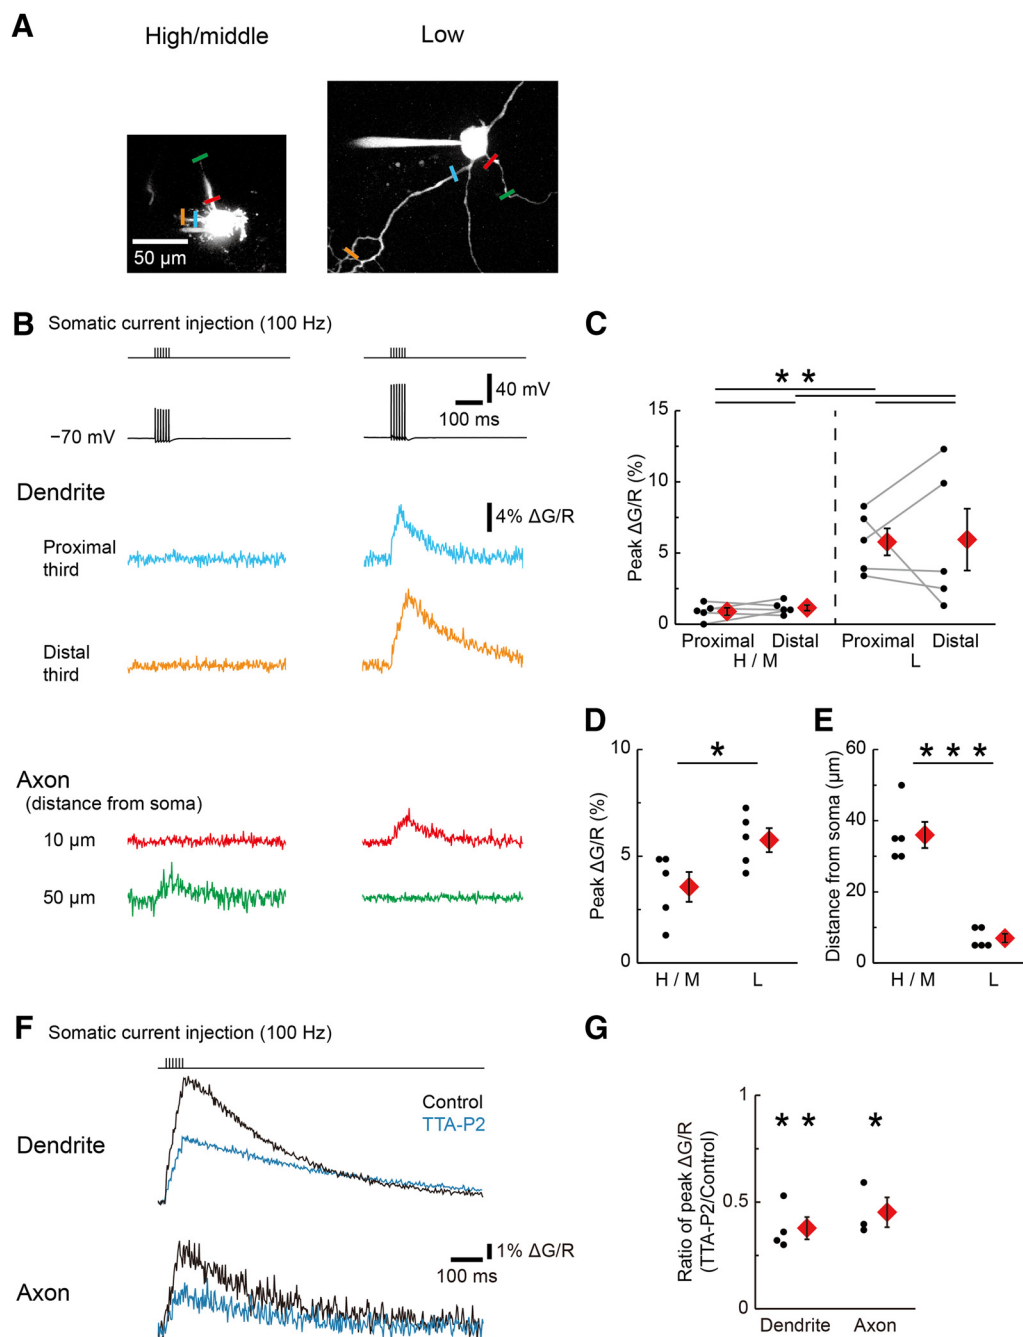 A
High/middle
Low
50 µm
B
Somatic current injection (100 Hz)
40 mV
100 ms
−70 mV
Dendrite
4% ΔG/R
Proximal
third
Distal
third
Axon
(distance from soma)
10 µm
50 µm
C
* *
15
10
5
0
Peak ΔG/R (%)
Proximal
Distal
Proximal
Distal
H / M
L
D
*
10
5
0
Peak ΔG/R (%)
H / M
L
E
* * *
60
40
20
0
Distance from soma (µm)
H / M
L
F
Somatic current injection (100 Hz)
Control
TTA-P2
Dendrite
1% ΔG/R
100 ms
Axon
G
1
0.5
0
* *
*
Ratio of peak ΔG/R
(TTA-P2/Control)
Dendrite
Axon